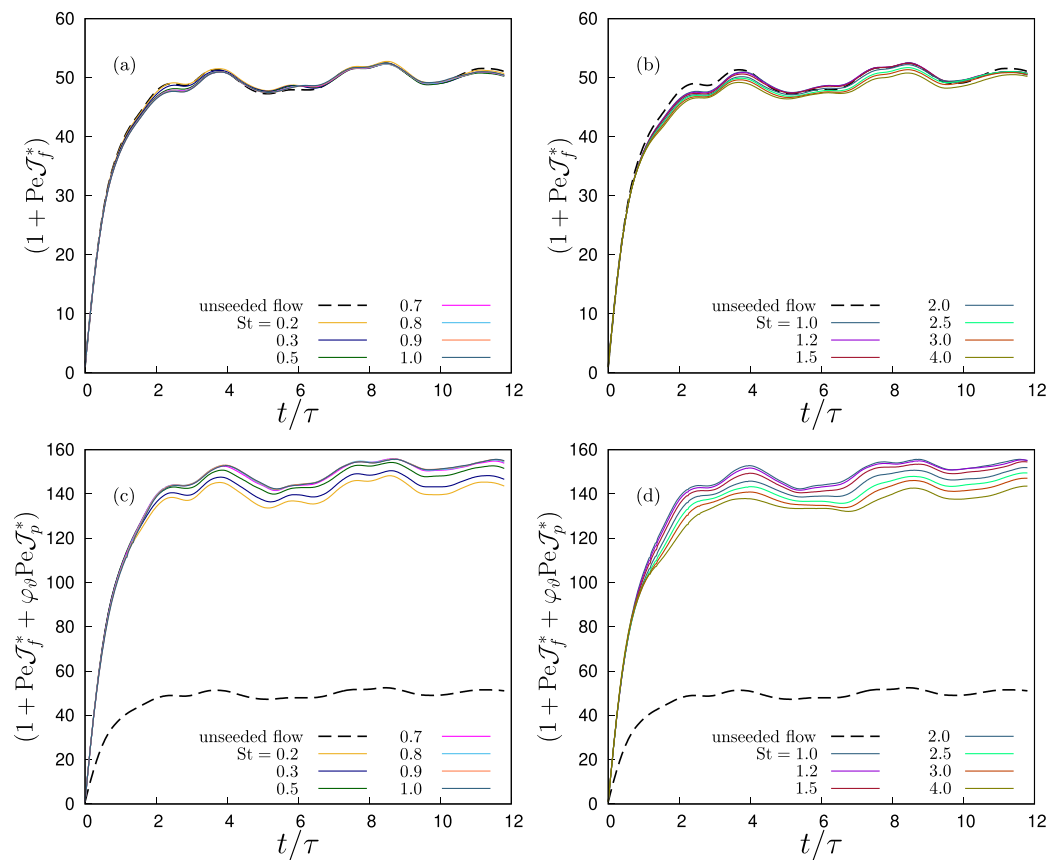 60
50
40
30
20
10
0
(1 + Pe𝒥*_f)
(a)
unseeded flow
St = 0.2
0.3
0.5
0.7
0.8
0.9
1.0
0 2 4 6 8 10 12
t/τ
60
50
40
30
20
10
0
(1 + Pe𝒥*_f)
(b)
unseeded flow
St = 1.0
1.2
1.5
2.0
2.5
3.0
4.0
0 2 4 6 8 10 12
t/τ
160
140
120
100
80
60
40
20
0
(1 + Pe𝒥*_f + φ_ϑPe𝒥*_p)
(c)
unseeded flow
St = 0.2
0.3
0.5
0.7
0.8
0.9
1.0
0 2 4 6 8 10 12
t/τ
160
140
120
100
80
60
40
20
0
(1 + Pe𝒥*_f + φ_ϑPe𝒥*_p)
(d)
unseeded flow
St = 1.0
1.2
1.5
2.0
2.5
3.0
4.0
0 2 4 6 8 10 12
t/τ